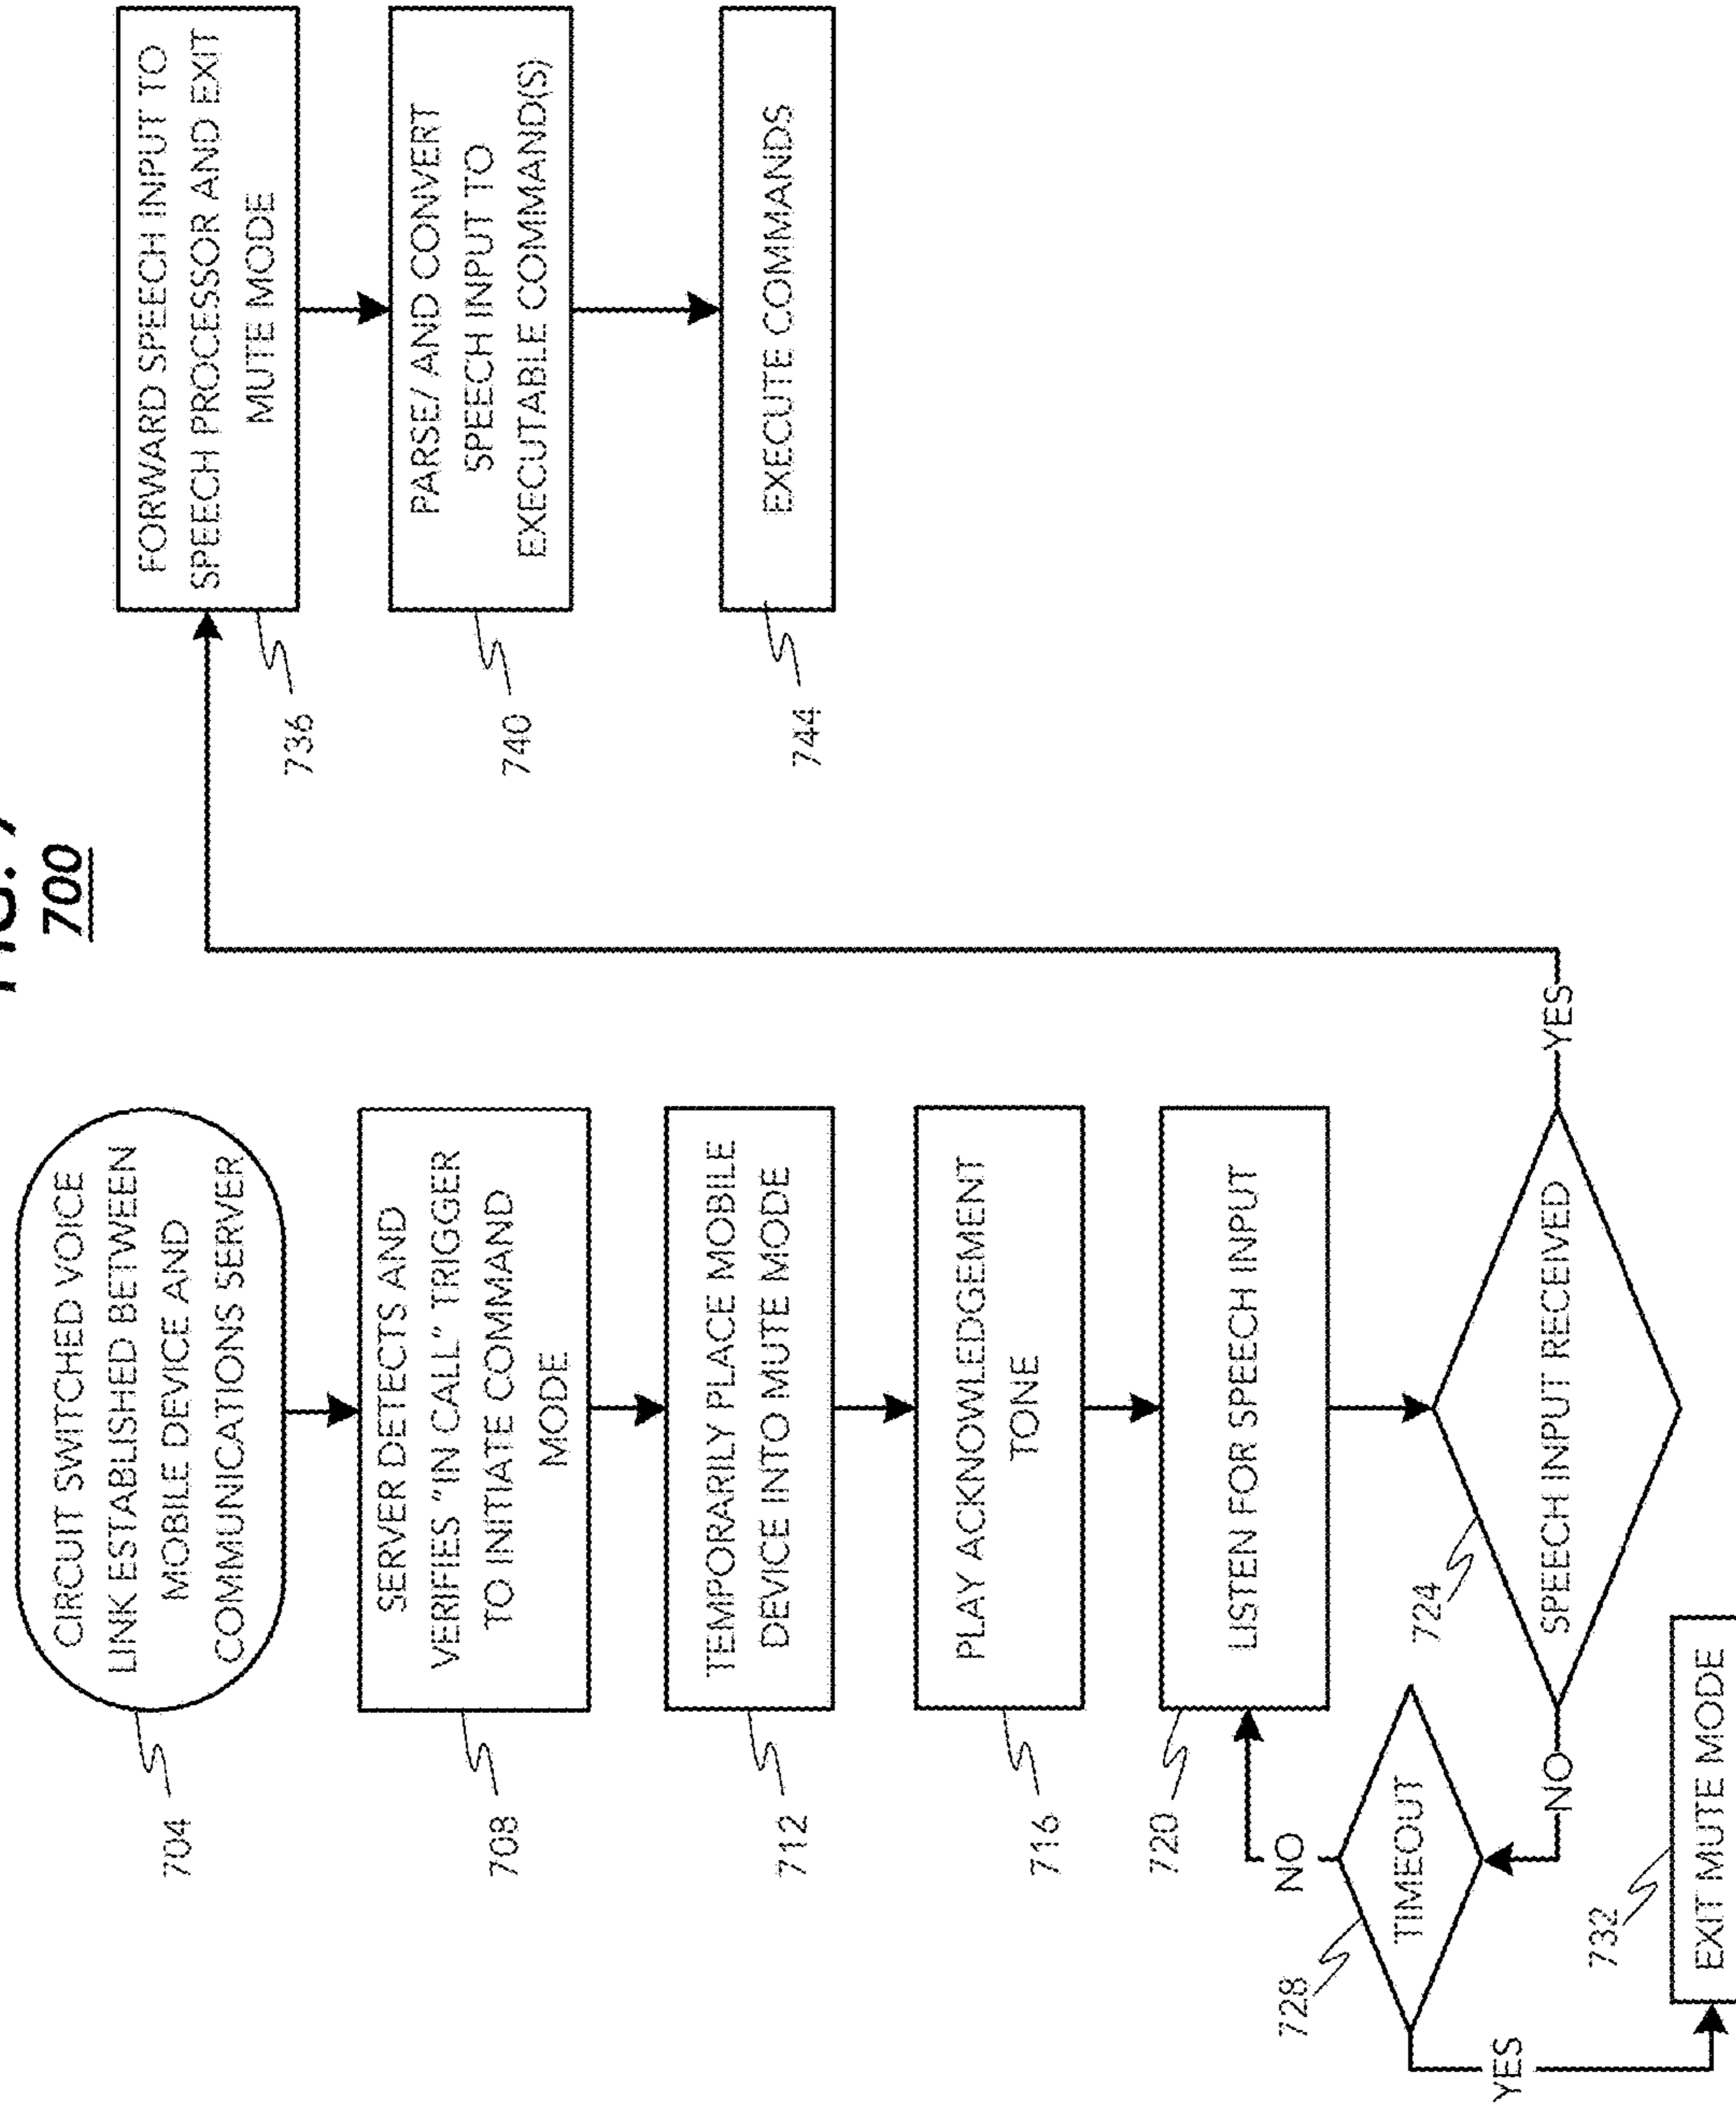 FIG. 7
700
CIRCUIT SWITCHED VOICE
LINK ESTABLISHED BETWEEN
MOBILE DEVICE AND
COMMUNICATIONS SERVER
704
SERVER DETECTS AND
VERIFIES "IN CALL" TRIGGER
TO INITIATE COMMAND
MODE
708
TEMPORARILY PLACE MOBILE
DEVICE INTO MUTE MODE
712
PLAY ACKNOWLEDGEMENT
TONE
716
LISTEN FOR SPEECH INPUT
720
SPEECH INPUT RECEIVED
724
NO
YES
TIMEOUT
728
NO
YES
EXIT MUTE MODE
732
FORWARD SPEECH INPUT TO
SPEECH PROCESSOR AND EXIT
MUTE MODE
736
PARSE/ AND CONVERT
SPEECH INPUT TO
EXECUTABLE COMMAND(S)
740
EXECUTE COMMANDS
744